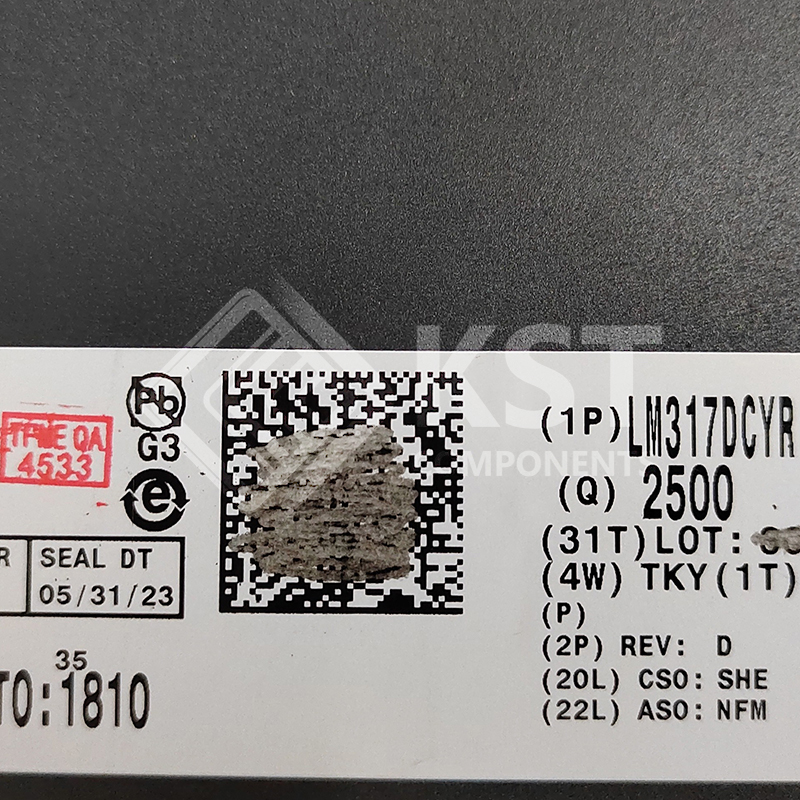 KST
COMPONENTS
Pb
G3
e
QA
4533
R
SEAL DT
05/31/23
35
TO:1810
(1P) LM317DCYR
(Q) 2500
(31T)LOT:
(4W) TKY(1T)
(P)
(2P) REV: D
(20L) CSO: SHE
(22L) ASO: NFM